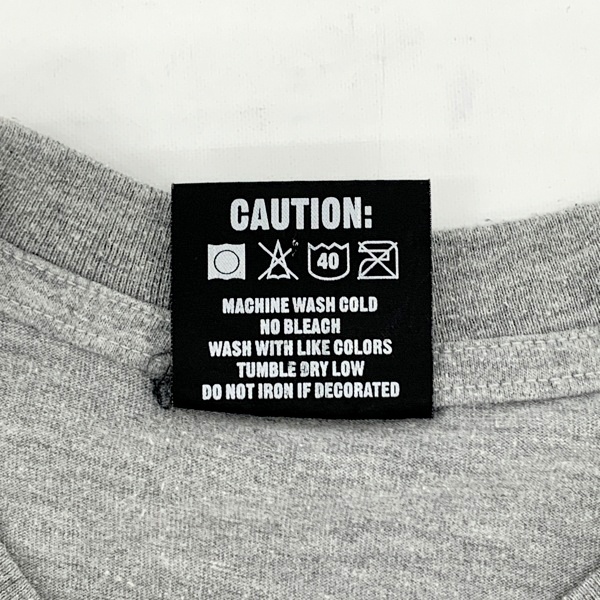 CAUTION:
40
MACHINE WASH COLD
NO BLEACH
WASH WITH LIKE COLORS
TUMBLE DRY LOW
DO NOT IRON IF DECORATED